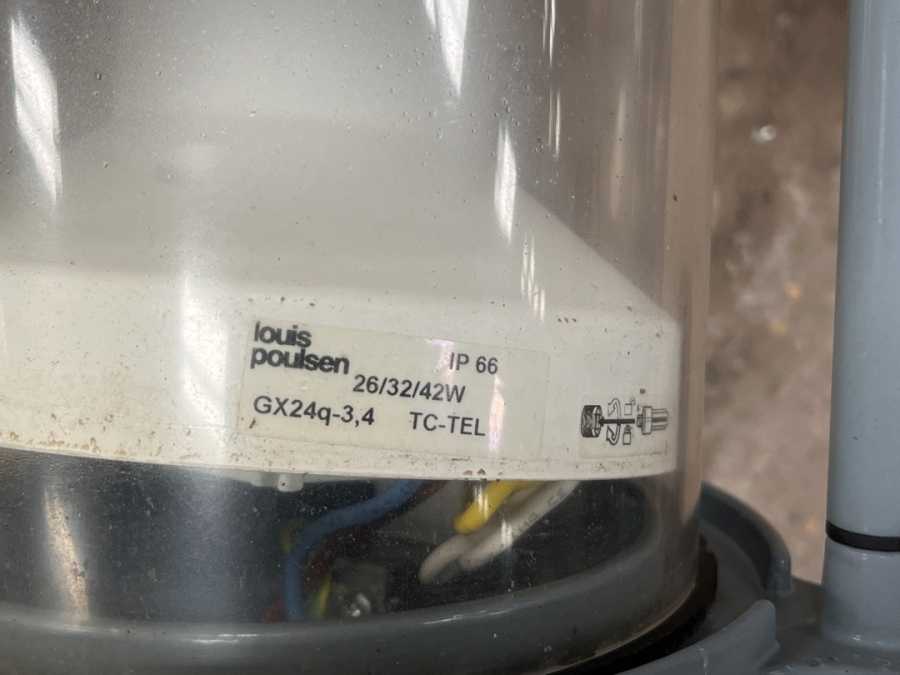 louis
poulsen IP 66
26/32/42W
GX24q-3,4 TC-TEL